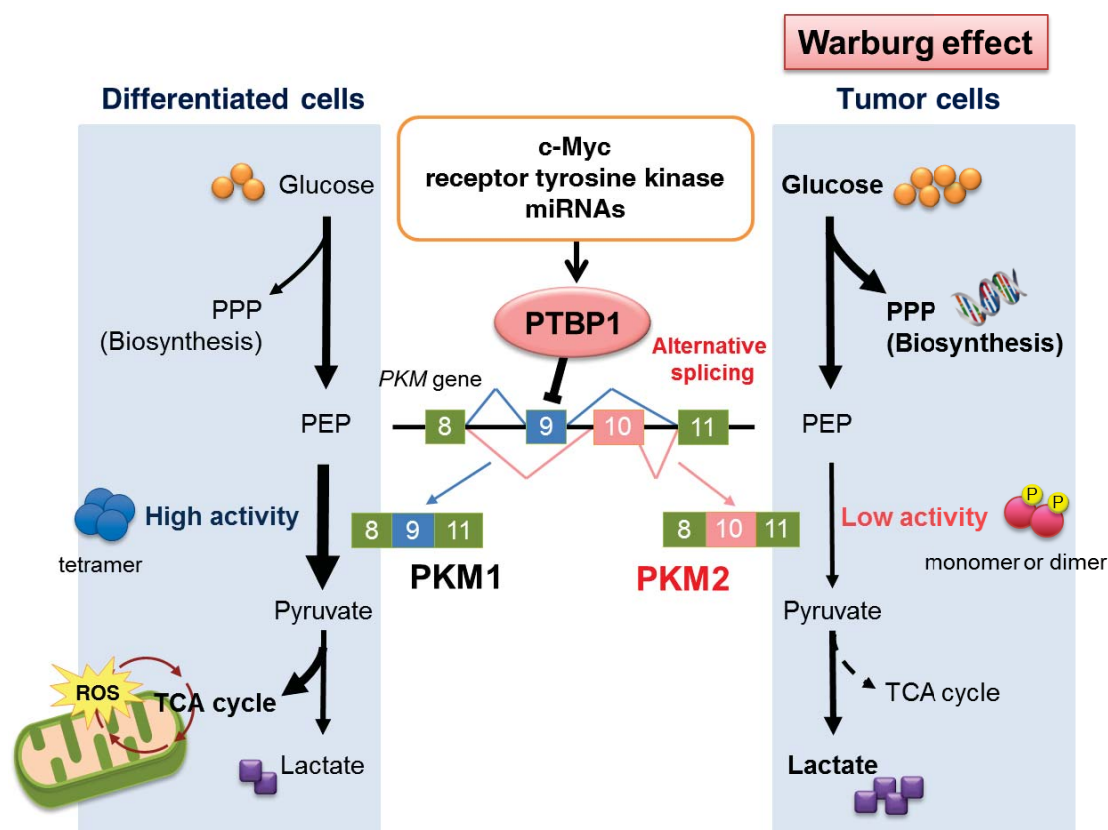 Warburg effect
Differentiated cells
Glucose
PPP
(Biosynthesis)
PEP
High activity
tetramer
Pyruvate
ROS
TCA cycle
Lactate
c-Myc
receptor tyrosine kinase
miRNAs
PTBP1
Alternative
splicing
PKM gene
8
9
10
11
8 9 11
PKM1
8 10 11
PKM2
Tumor cells
Glucose
PPP
(Biosynthesis)
PEP
Low activity
P
P
monomer or dimer
Pyruvate
TCA cycle
Lactate